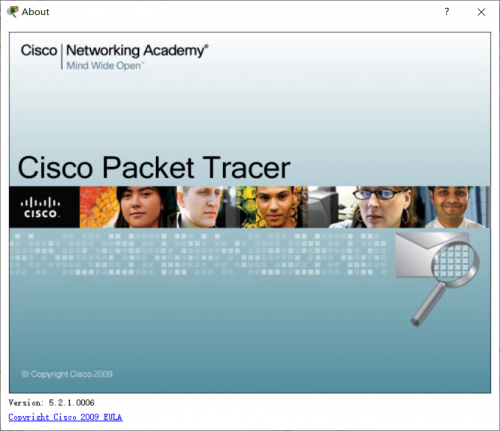 About
Cisco Networking Academy®
Mind Wide Open™
Cisco Packet Tracer
CISCO.
© Copyright Cisco 2009
Version: 5.2.1.0006
Copyright Cisco 2009 EULA